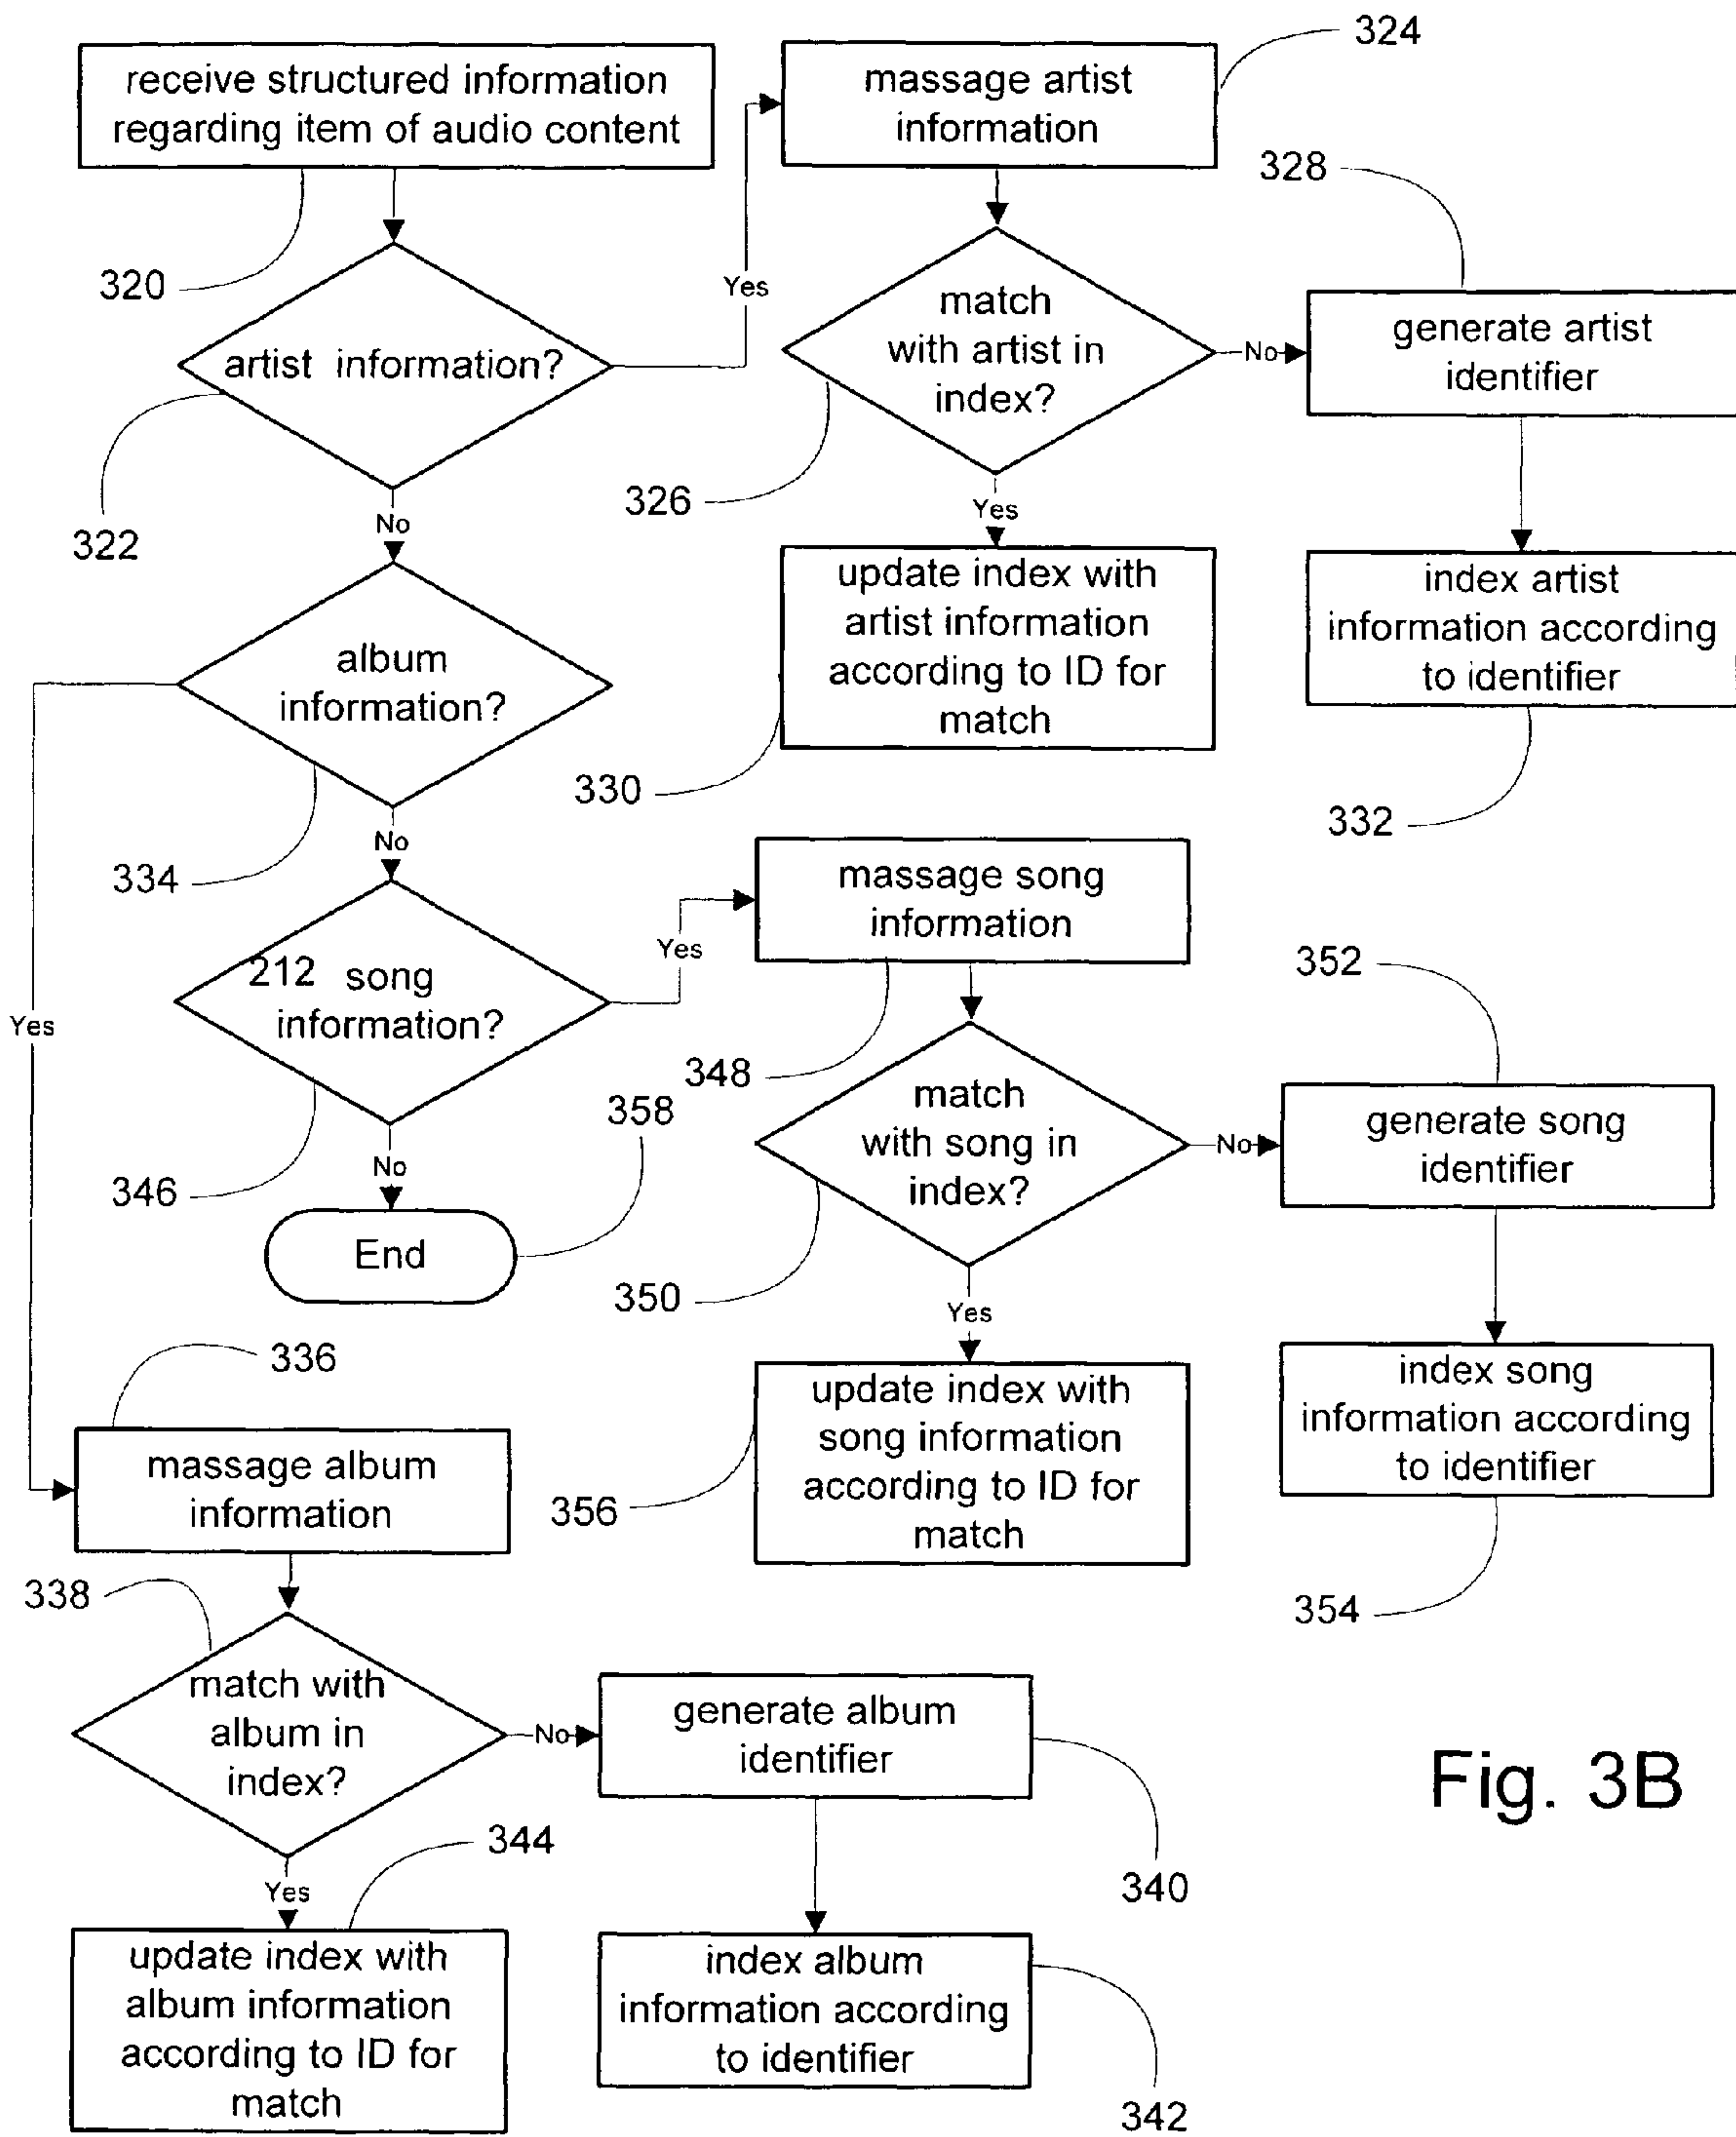 receive structured information
regarding item of audio content
320
artist information?
322
Yes
No
massage artist
information
324
match
with artist in
index?
326
No
Yes
generate artist
identifier
328
update index with
artist information
according to ID for
match
330
index artist
information according
to identifier
332
album
information?
334
Yes
No
212 song
information?
346
Yes
No
End
358
massage song
information
348
match
with song in
index?
350
No
Yes
generate song
identifier
352
index song
information according
to identifier
354
update index with
song information
according to ID for
match
356
massage album
information
336
match with
album in
index?
338
No
Yes
generate album
identifier
340
index album
information according
to identifier
342
update index with
album information
according to ID for
match
344
Fig. 3B